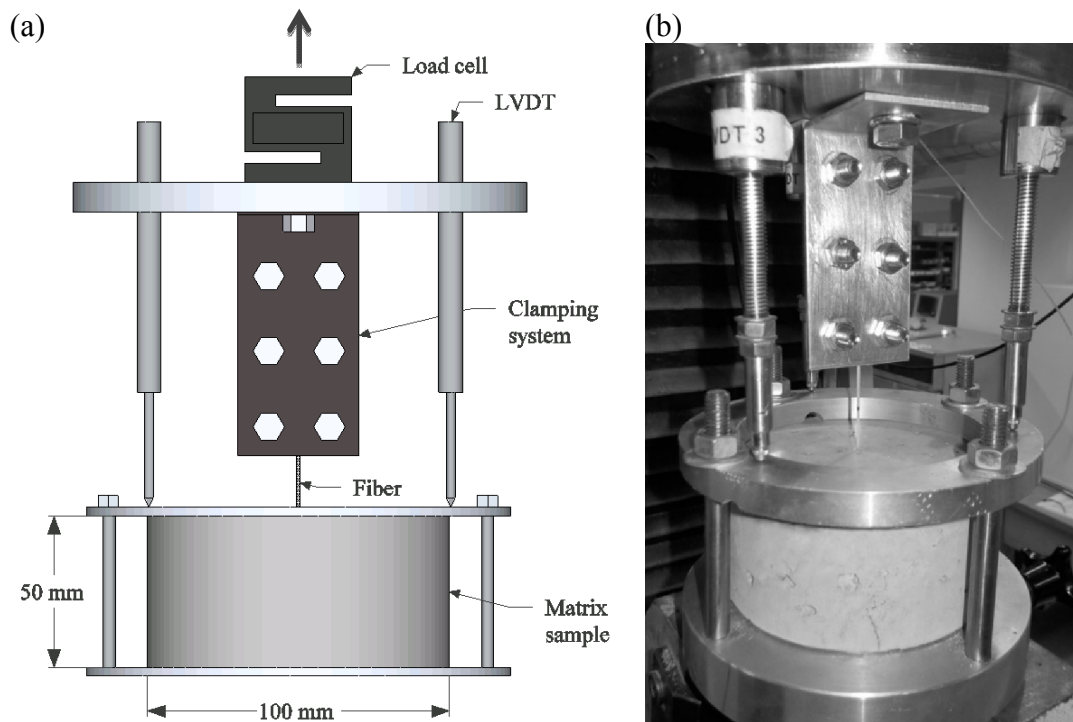 (a)
(b)
Load cell
LVDT
Clamping
system
Fiber
50 mm
Matrix
sample
100 mm
VDT 3